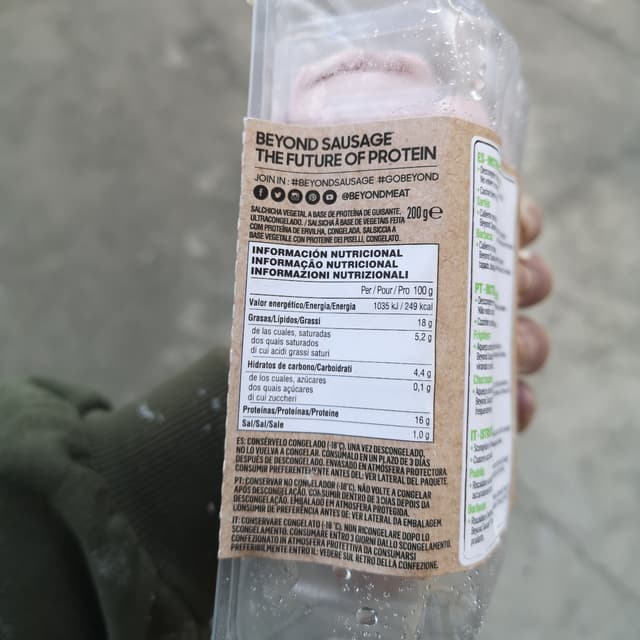 BEYOND SAUSAGE
THE FUTURE OF PROTEIN
JOIN IN : #BEYONDSAUSAGE #GOBEYOND
@BEYONDMEAT
SALCHICHA VEGETAL A BASE DE PROTEÍNA DE GUISANTE,
ULTRACONGELADO. / SALSICHA À BASE DE VEGETAIS FEITA
COM PROTEÍNA DE ERVILHA, CONGELADA. SALSICCIA A
BASE VEGETALE CON PROTEINE DEI PISELLI, CONGELATO.
200 g e
INFORMACIÓN NUTRICIONAL
INFORMAÇÃO NUTRICIONAL
INFORMAZIONI NUTRIZIONALI
Per / Pour / Pro 100 g
Valor energético/Energia/Energia 1035 kJ / 249 kcal
Grasas/Lípidos/Grassi 18 g
de las cuales, saturadas 5,2 g
dos quais saturados
di cui acidi grassi saturi
Hidratos de carbono/Carboidrati 4,4 g
de los cuales, azúcares 0,1 g
dos quais açúcares
di cui zuccheri
Proteínas/Proteínas/Proteine 16 g
Sal/Sal/Sale 1,0 g
ES: CONSÉRVELO CONGELADO (-18°C). UNA VEZ DESCONGELADO,
NO LO VUELVA A CONGELAR. CONSÚMALO EN PLAZO DE 3 DÍAS
DESPUÉS DE DESCONGELADO. ENVASADO EN ATMÓSFERA PROTECTURA.
CONSUMIR PREFERENTEMENTE ANTES DEL: VER LATERAL DEL PAQUETE.
PT: CONSERVAR NO CONGELADOR (-18°C). NÃO VOLTE A CONGELAR
APÓS DESCONGELAÇÃO. CONSUMIR DENTRO DE 3 DIAS DEPOIS DA
DESCONGELAÇÃO. EMBALADO EM ATMOSFERA PROTEGIDA.
CONSUMIR DE PREFERÊNCIA ANTES DE: VER LATERAL DA EMBALAGEM.
IT: CONSERVARE CONGELATO (-18°C). NON RICONGELARE DOPO LO
SCONGELAMENTO. CONSUMARE ENTRO 3 GIORNI DALLO SCONGELAMENTO.
CONFEZIONATO IN ATMOSFERA PROTETTIVA DA CONSUMARSI
PREFERIBILMENTE ENTRO IL: VEDERE SUL RETRO DELLA CONFEZIONE.